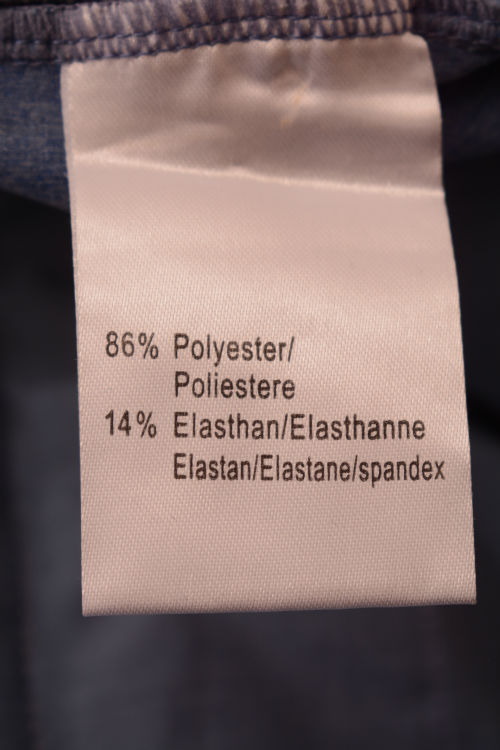 86% Polyester/
Poliestere
14% Elasthan/Elasthanne
Elastan/Elastane/spandex